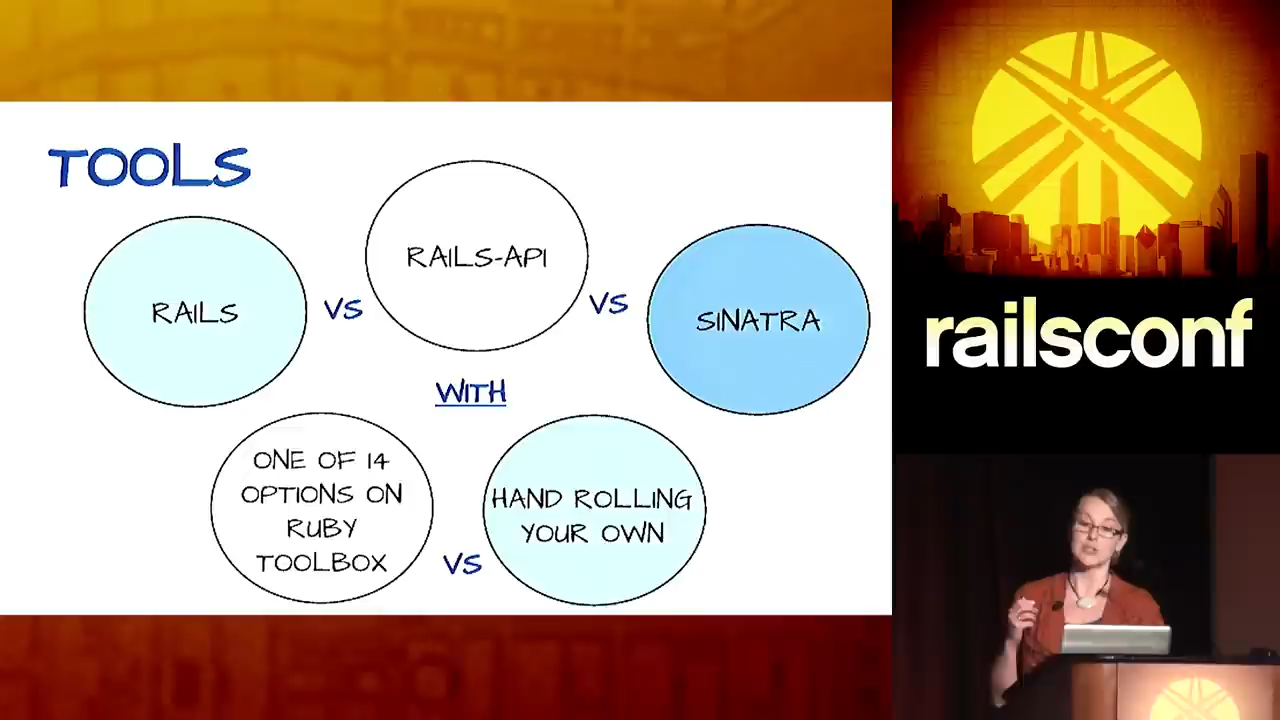 TOOLS
RAILS
VS
RAILS-API
VS
SINATRA
WITH
ONE OF 14
OPTIONS ON
RUBY
TOOLBOX
VS
HAND ROLLING
YOUR OWN
railsconf